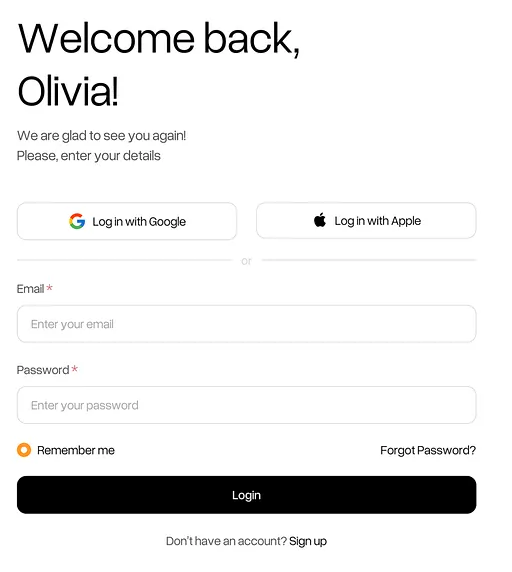 Welcome back,
Olivia!
We are glad to see you again!
Please, enter your details
Log in with Google
Log in with Apple
or
Email *
Enter your email
Password *
Enter your password
Remember me
Forgot Password?
Login
Don't have an account? Sign up